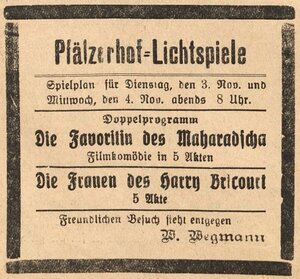 Pfälzerhof=Lichtspiele
Spielplan für Dienstag, den 3. Nov. und
Mittwoch, den 4. Nov. abends 8 Uhr.
Doppelprogramm
Die Favoritin des Maharadscha
Filmkomödie in 5 Akten
Die Frauen des Harry Bricourt
5 Akte
Freundlichen Besuch sieht entgegen
W. Wegmann